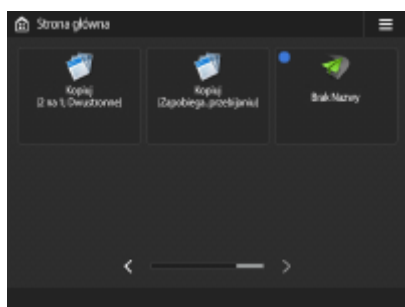 Strona główna
Kopiuj
(2 na 1, Dwustronne)
Kopiuj
(Zapobiega. przebijaniu)
Brak Nazwy